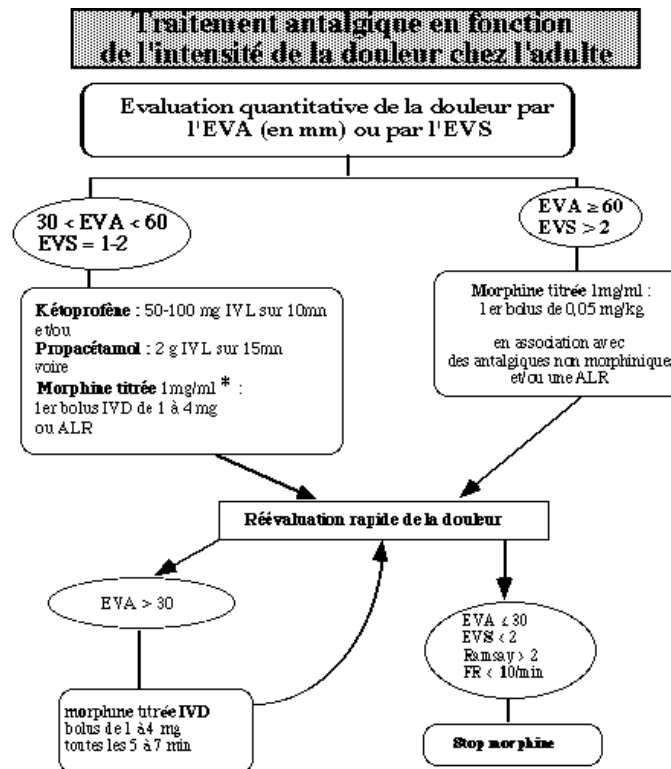 Traitement antalgique en fonction
de l'intensité de la douleur chez l'adulte
Evaluation quantitative de la douleur par
l'EVA (en mm) ou par l'EVS
30 < EVA < 60
EVS = 1-2
EVA ≥ 60
EVS > 2
Kétoprofène : 50-100 mg IVL sur 10mn
et/ou
Propacétamol : 2 g IVL sur 15mn
voire
Morphine titrée 1mg/ml * :
1er bolus IVD de 1 à 4 mg
ou ALR
Morphine titrée 1mg/ml :
1er bolus de 0,05 mg/kg
en association avec
des antalgiques non morphiniques
et/ou une ALR
Réévaluation rapide de la douleur
EVA > 30
EVA ≤ 30
EVS < 2
Ramsay > 2
FR < 10/min
morphine titrée IVD
bolus de 1 à 4 mg
toutes les 5 à 7 min
Stop morphine